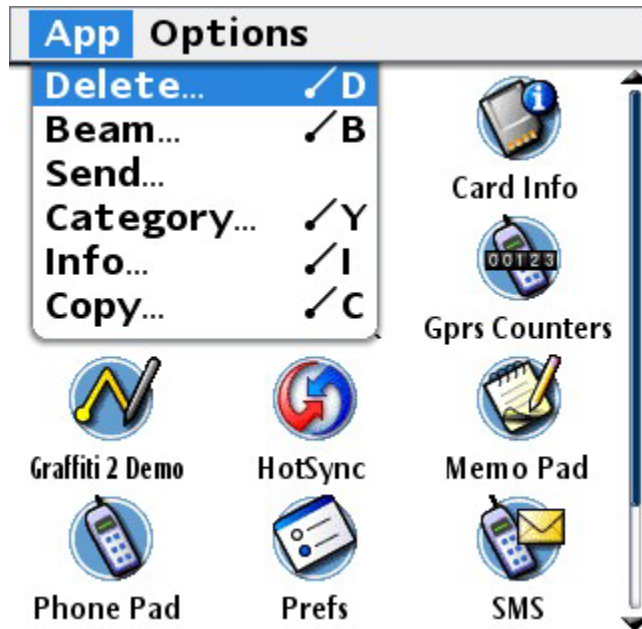 App Options
Delete... D
Beam... B
Send...
Category... Y
Info... I
Copy... C
Card Info
00123
Gprs Counters
Graffiti 2 Demo HotSync Memo Pad
Phone Pad Prefs SMS